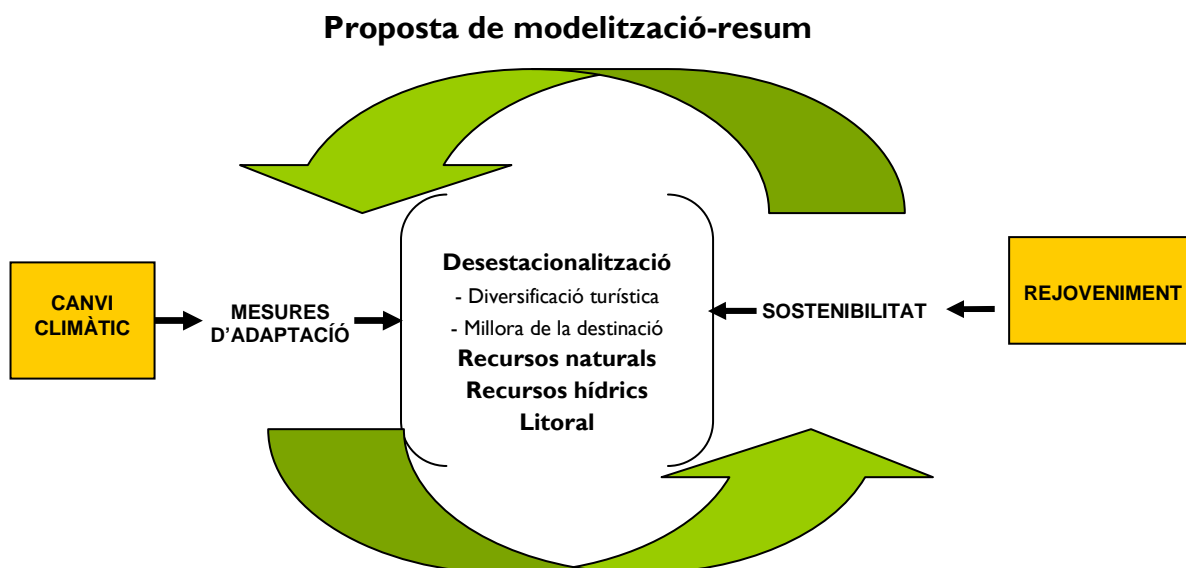 Proposta de modelització-resum
CANVI
CLIMÀTIC
MESURES
D'ADAPTACÍÓ
Desestacionalització
- Diversificació turística
- Millora de la destinació
Recursos naturals
Recursos hídrics
Litoral
SOSTENIBILITAT
REJOVENIMENT